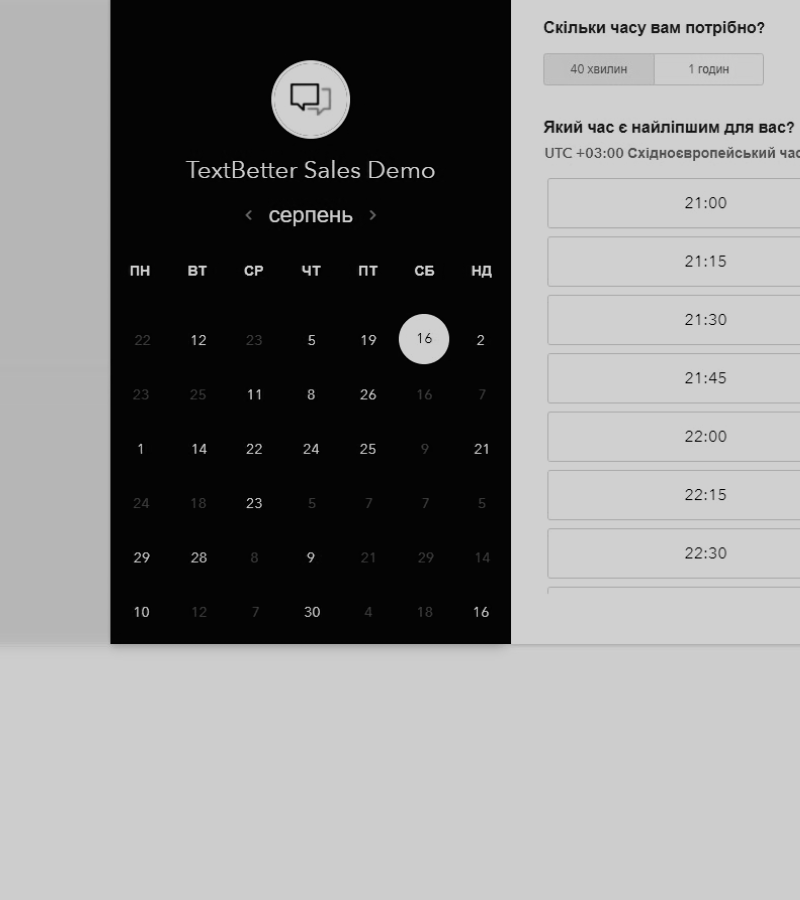 TextBetter Sales Demo
серпень
ПН ВТ СР ЧТ ПТ СБ НД
22 12 23 5 19 16 2
23 25 11 8 26 16 7
1 14 22 24 25 9 21
24 18 23 5 7 7 5
29 28 8 9 21 29 14
10 12 7 30 4 18 16
Скільки часу вам потрібно?
40 хвилин 1 годин
Який час є найліпшим для вас?
UTC +03:00 Східноєвропейський час
21:00
21:15
21:30
21:45
22:00
22:15
22:30